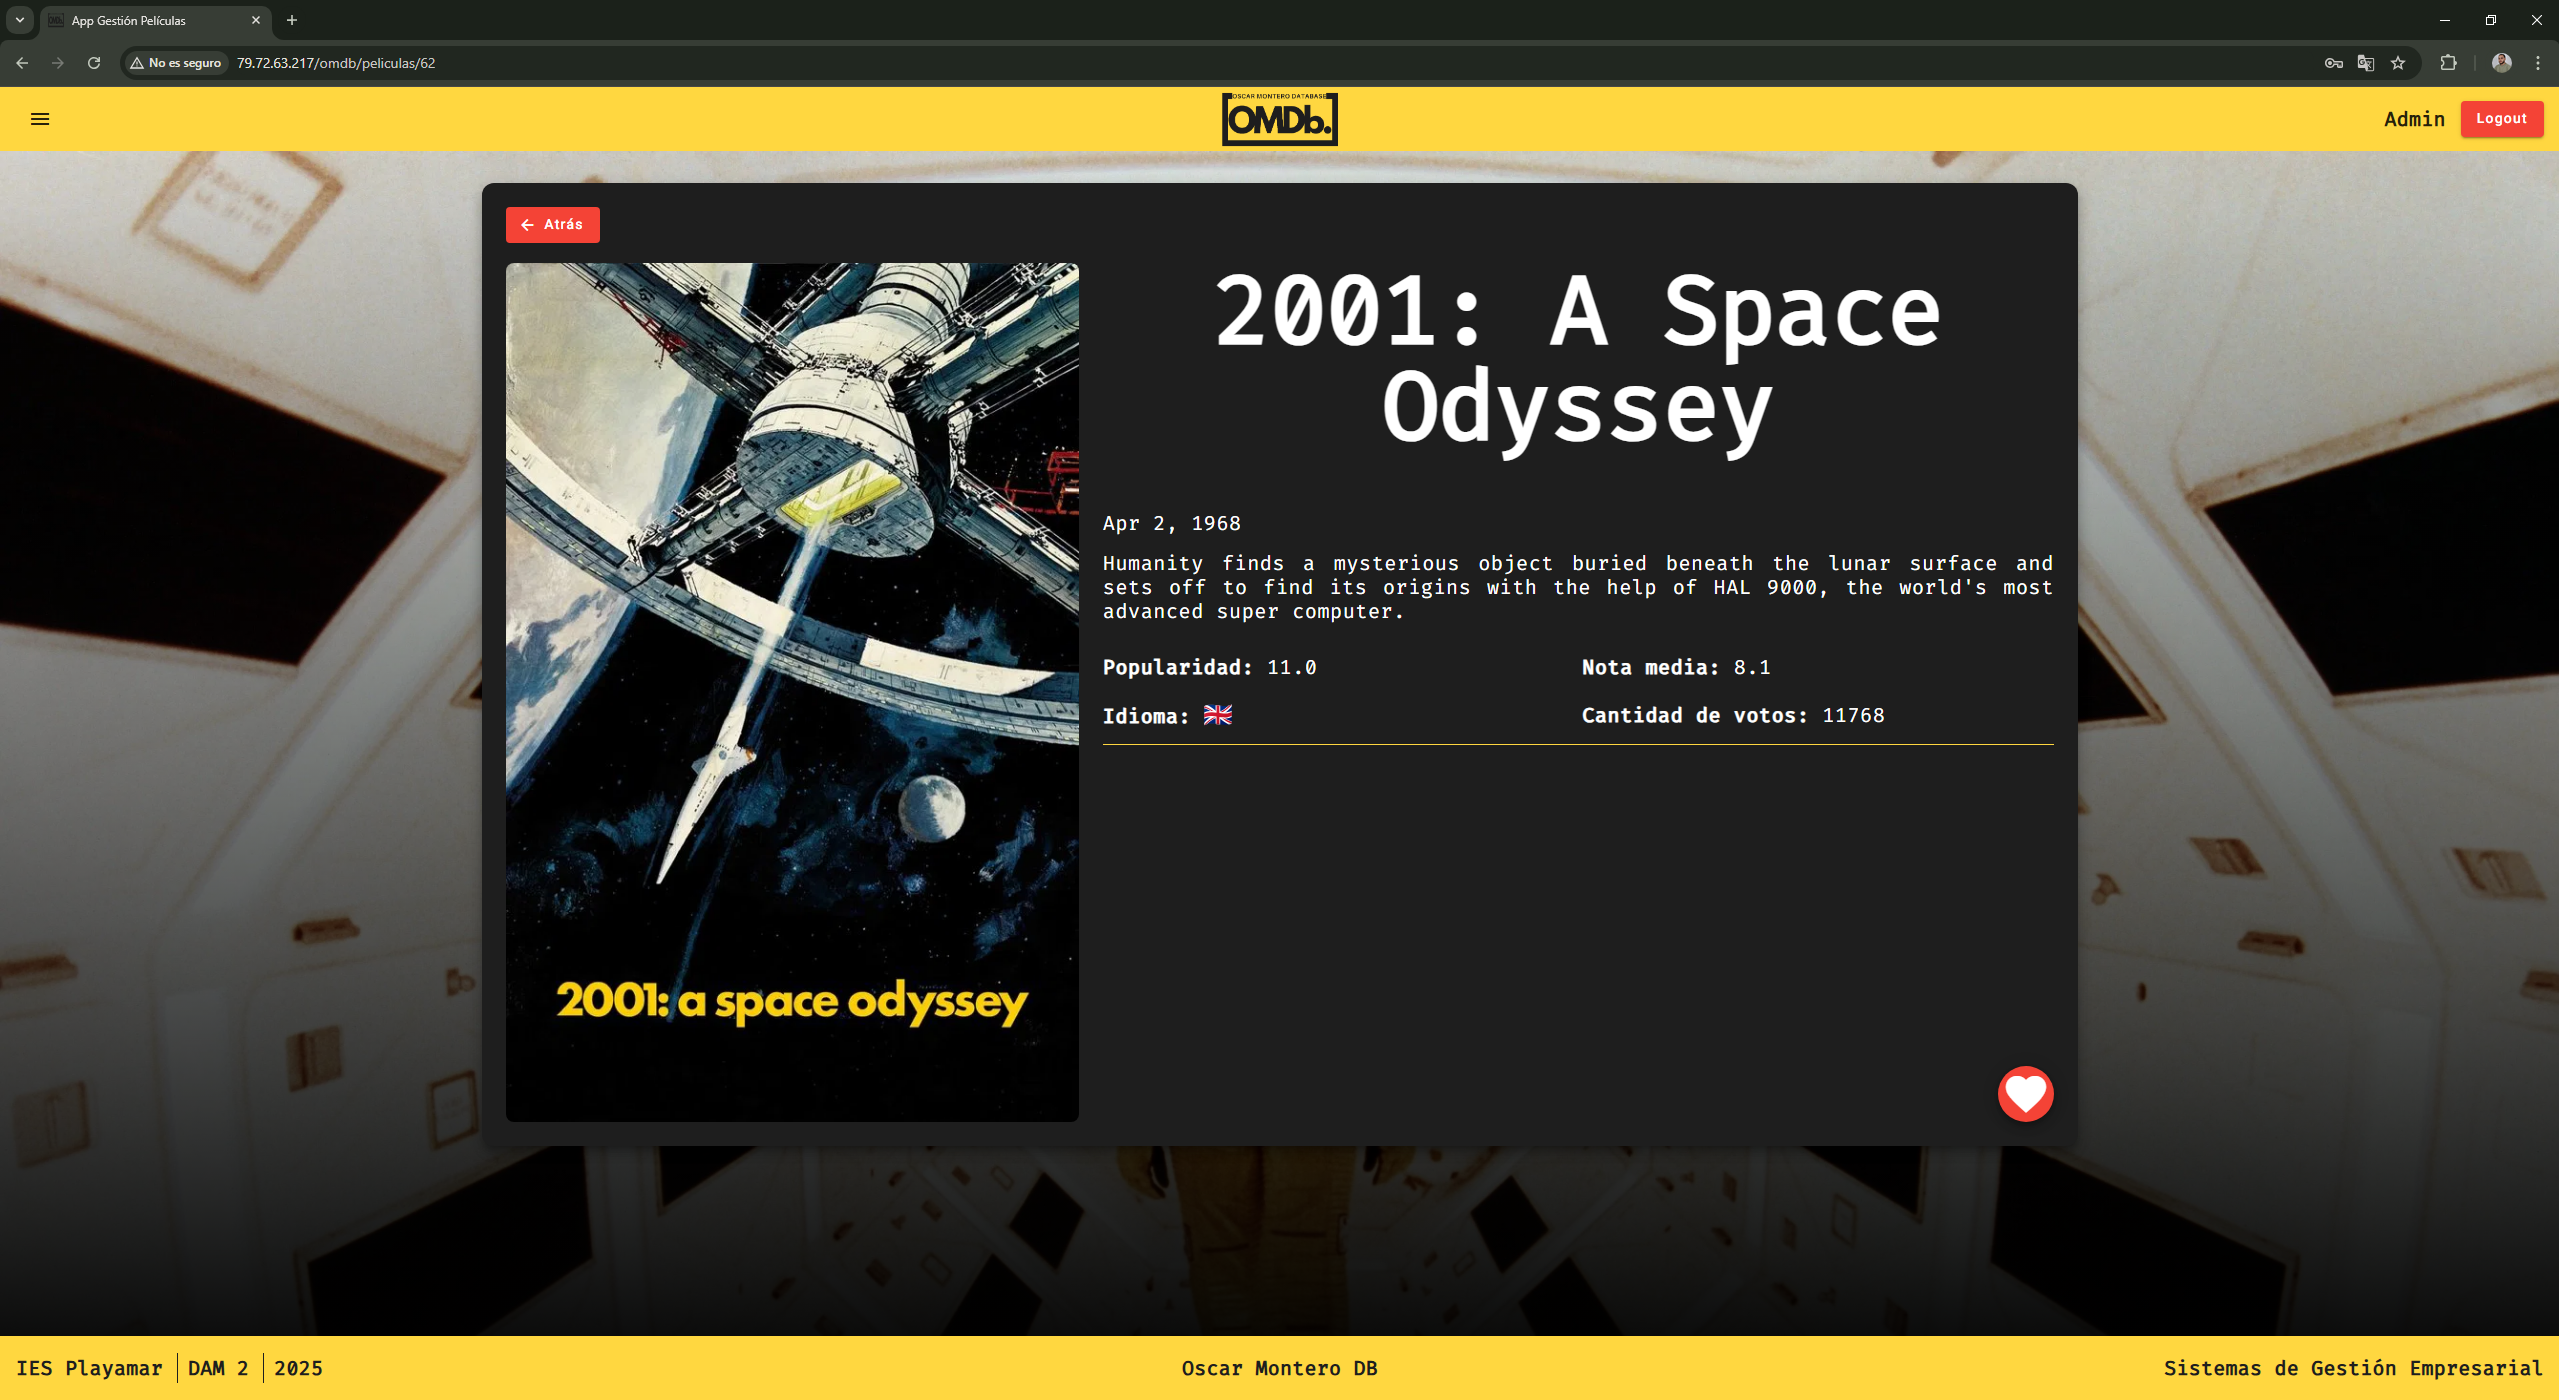 App Gestión Películas
No es seguro
79.72.63.217/omdb/peliculas/62
OSCAR MONTERO DATABASE
OMDb.
Admin
Logout
Atrás
2001: A Space
Odyssey
Apr 2, 1968
Humanity finds a mysterious object buried beneath the lunar surface and
sets off to find its origins with the help of HAL 9000, the world's most
advanced super computer.
Popularidad: 11.0
Nota media: 8.1
Idioma:
Cantidad de votos: 11768
2001: a space odyssey
IES Playamar
DAM 2
2025
Oscar Montero DB
Sistemas de Gestión Empresarial